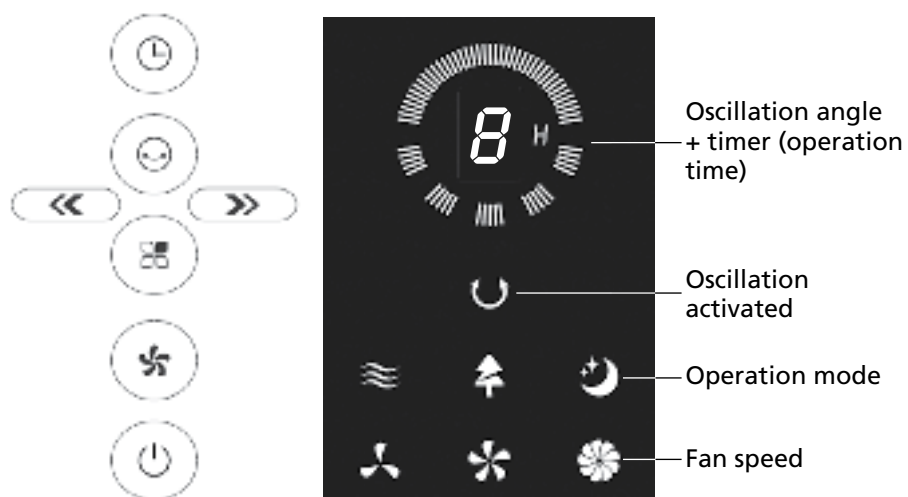 8 H
Oscillation angle
+ timer (operation
time)
Oscillation
activated
Operation mode
Fan speed